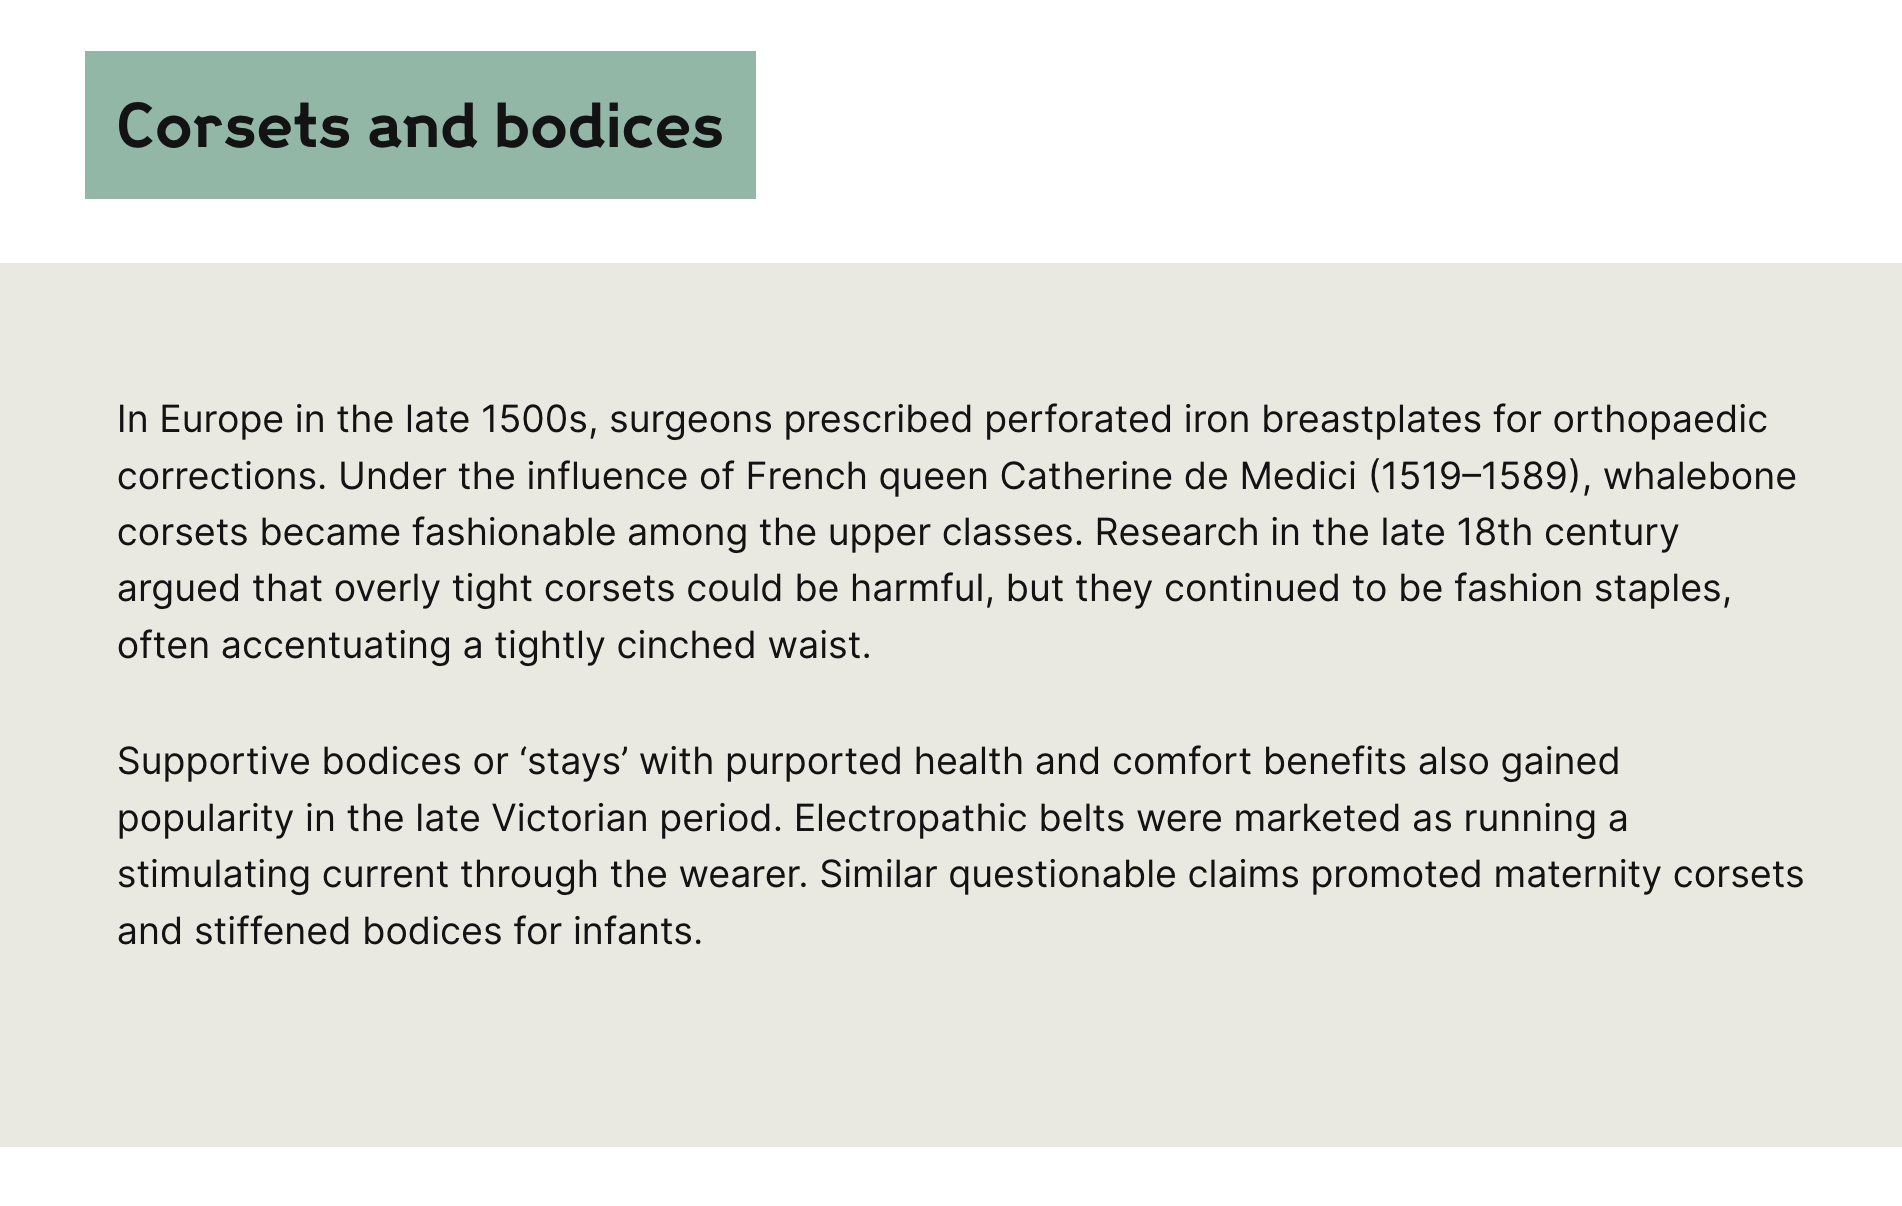 Corsets and bodices
In Europe in the late 1500s, surgeons prescribed perforated iron breastplates for orthopaedic
corrections. Under the influence of French queen Catherine de Medici (1519–1589), whalebone
corsets became fashionable among the upper classes. Research in the late 18th century
argued that overly tight corsets could be harmful, but they continued to be fashion staples,
often accentuating a tightly cinched waist.
Supportive bodices or ‘stays’ with purported health and comfort benefits also gained
popularity in the late Victorian period. Electropathic belts were marketed as running a
stimulating current through the wearer. Similar questionable claims promoted maternity corsets
and stiffened bodices for infants.